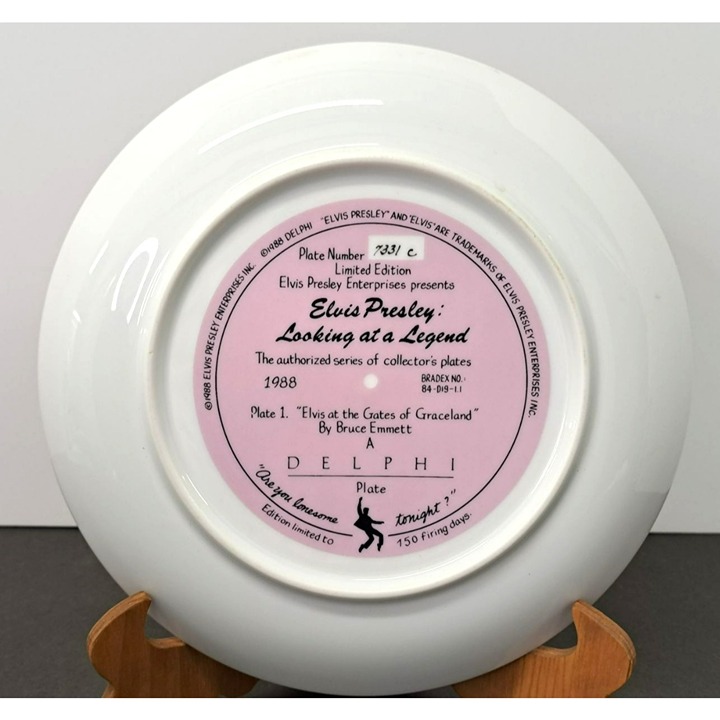 ©1988 ELVIS PRESLEY ENTERPRISES INC. ©1988 DELPHI "ELVIS PRESLEY" AND "ELVIS" ARE TRADEMARKS OF ELVIS PRESLEY ENTERPRISES INC.
Plate Number 7331 C
Limited Edition
Elvis Presley Enterprises presents
Elvis Presley:
Looking at a Legend
The authorized series of collector's plates
1988
BRADEX NO.:
84-D19-1.1
Plate 1. "Elvis at the Gates of Graceland"
By Bruce Emmett
A
DELPHI
Plate
"Are you lonesome tonight?"
Edition limited to 150 firing days.